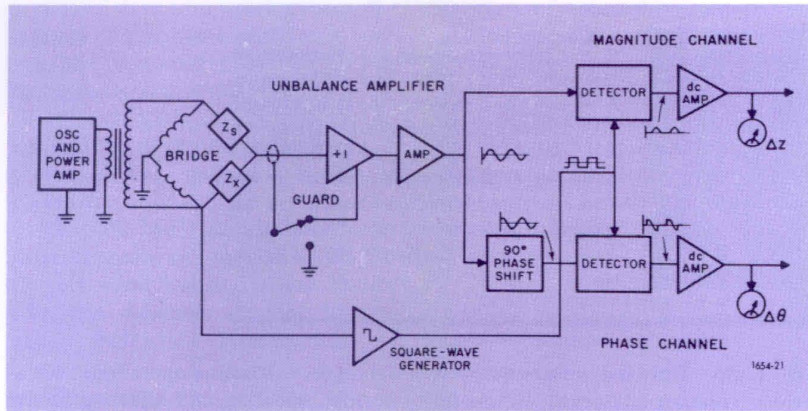 MAGNITUDE CHANNEL
UNBALANCE AMPLIFIER
OSC
AND
POWER
AMP
BRIDGE
ZS
ZX
+1
AMP
GUARD
DETECTOR
dc
AMP
ΔZ
90°
PHASE
SHIFT
DETECTOR
dc
AMP
Δθ
SQUARE-WAVE
GENERATOR
PHASE CHANNEL
1654-21